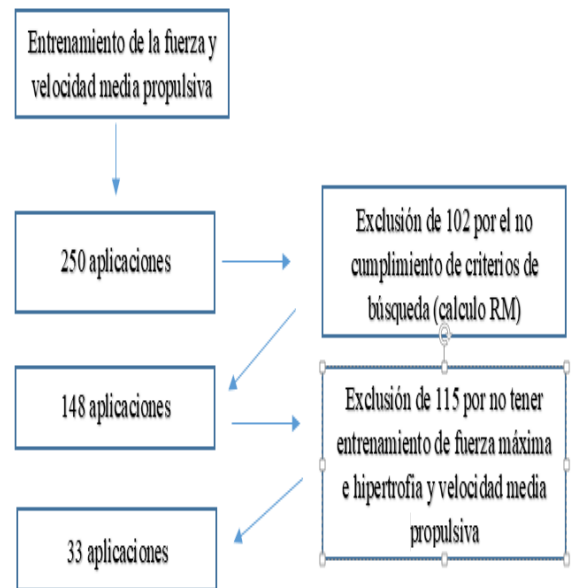 Entrenamiento de la fuerza y
velocidad media propulsiva
250 aplicaciones
Exclusión de 102 por el no
cumplimiento de criterios de
búsqueda (calculo RM)
148 aplicaciones
Exclusión de 115 por no tener
entrenamiento de fuerza máxima
e hipertrofia y velocidad media
propulsiva
33 aplicaciones